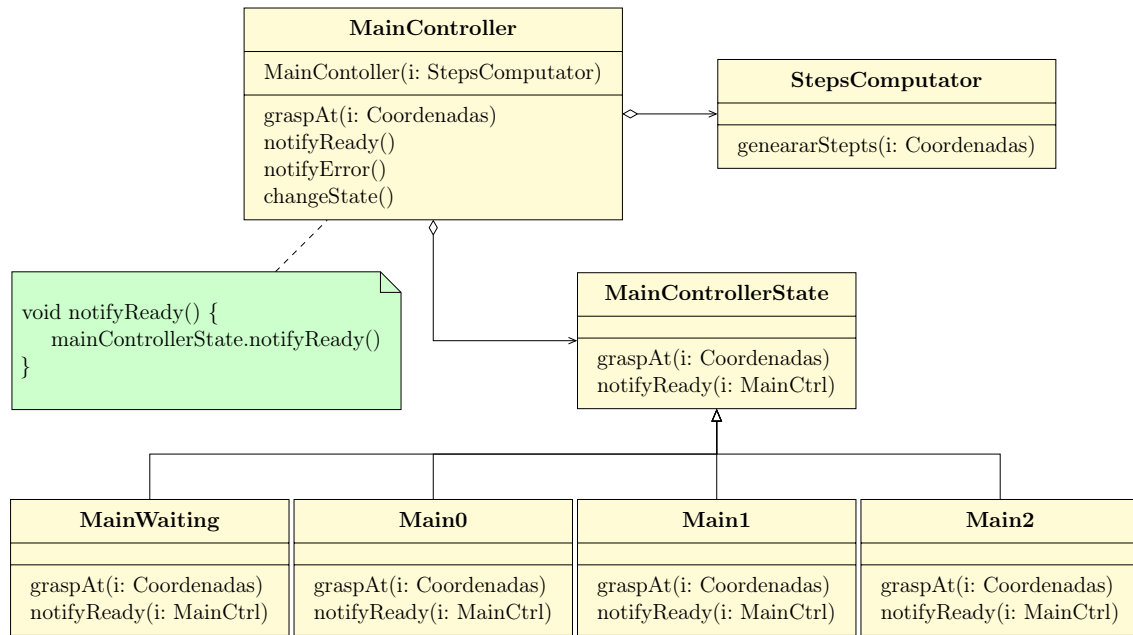 MainController
MainContoller(i: StepsComputator)
graspAt(i: Coordenadas)
notifyReady()
notifyError()
changeState()
StepsComputator
geneararStepts(i: Coordenadas)
void notifyReady() {
mainControllerState.notifyReady()
}
MainControllerState
graspAt(i: Coordenadas)
notifyReady(i: MainCtrl)
MainWaiting
graspAt(i: Coordenadas)
notifyReady(i: MainCtrl)
Main0
graspAt(i: Coordenadas)
notifyReady(i: MainCtrl)
Main1
graspAt(i: Coordenadas)
notifyReady(i: MainCtrl)
Main2
graspAt(i: Coordenadas)
notifyReady(i: MainCtrl)